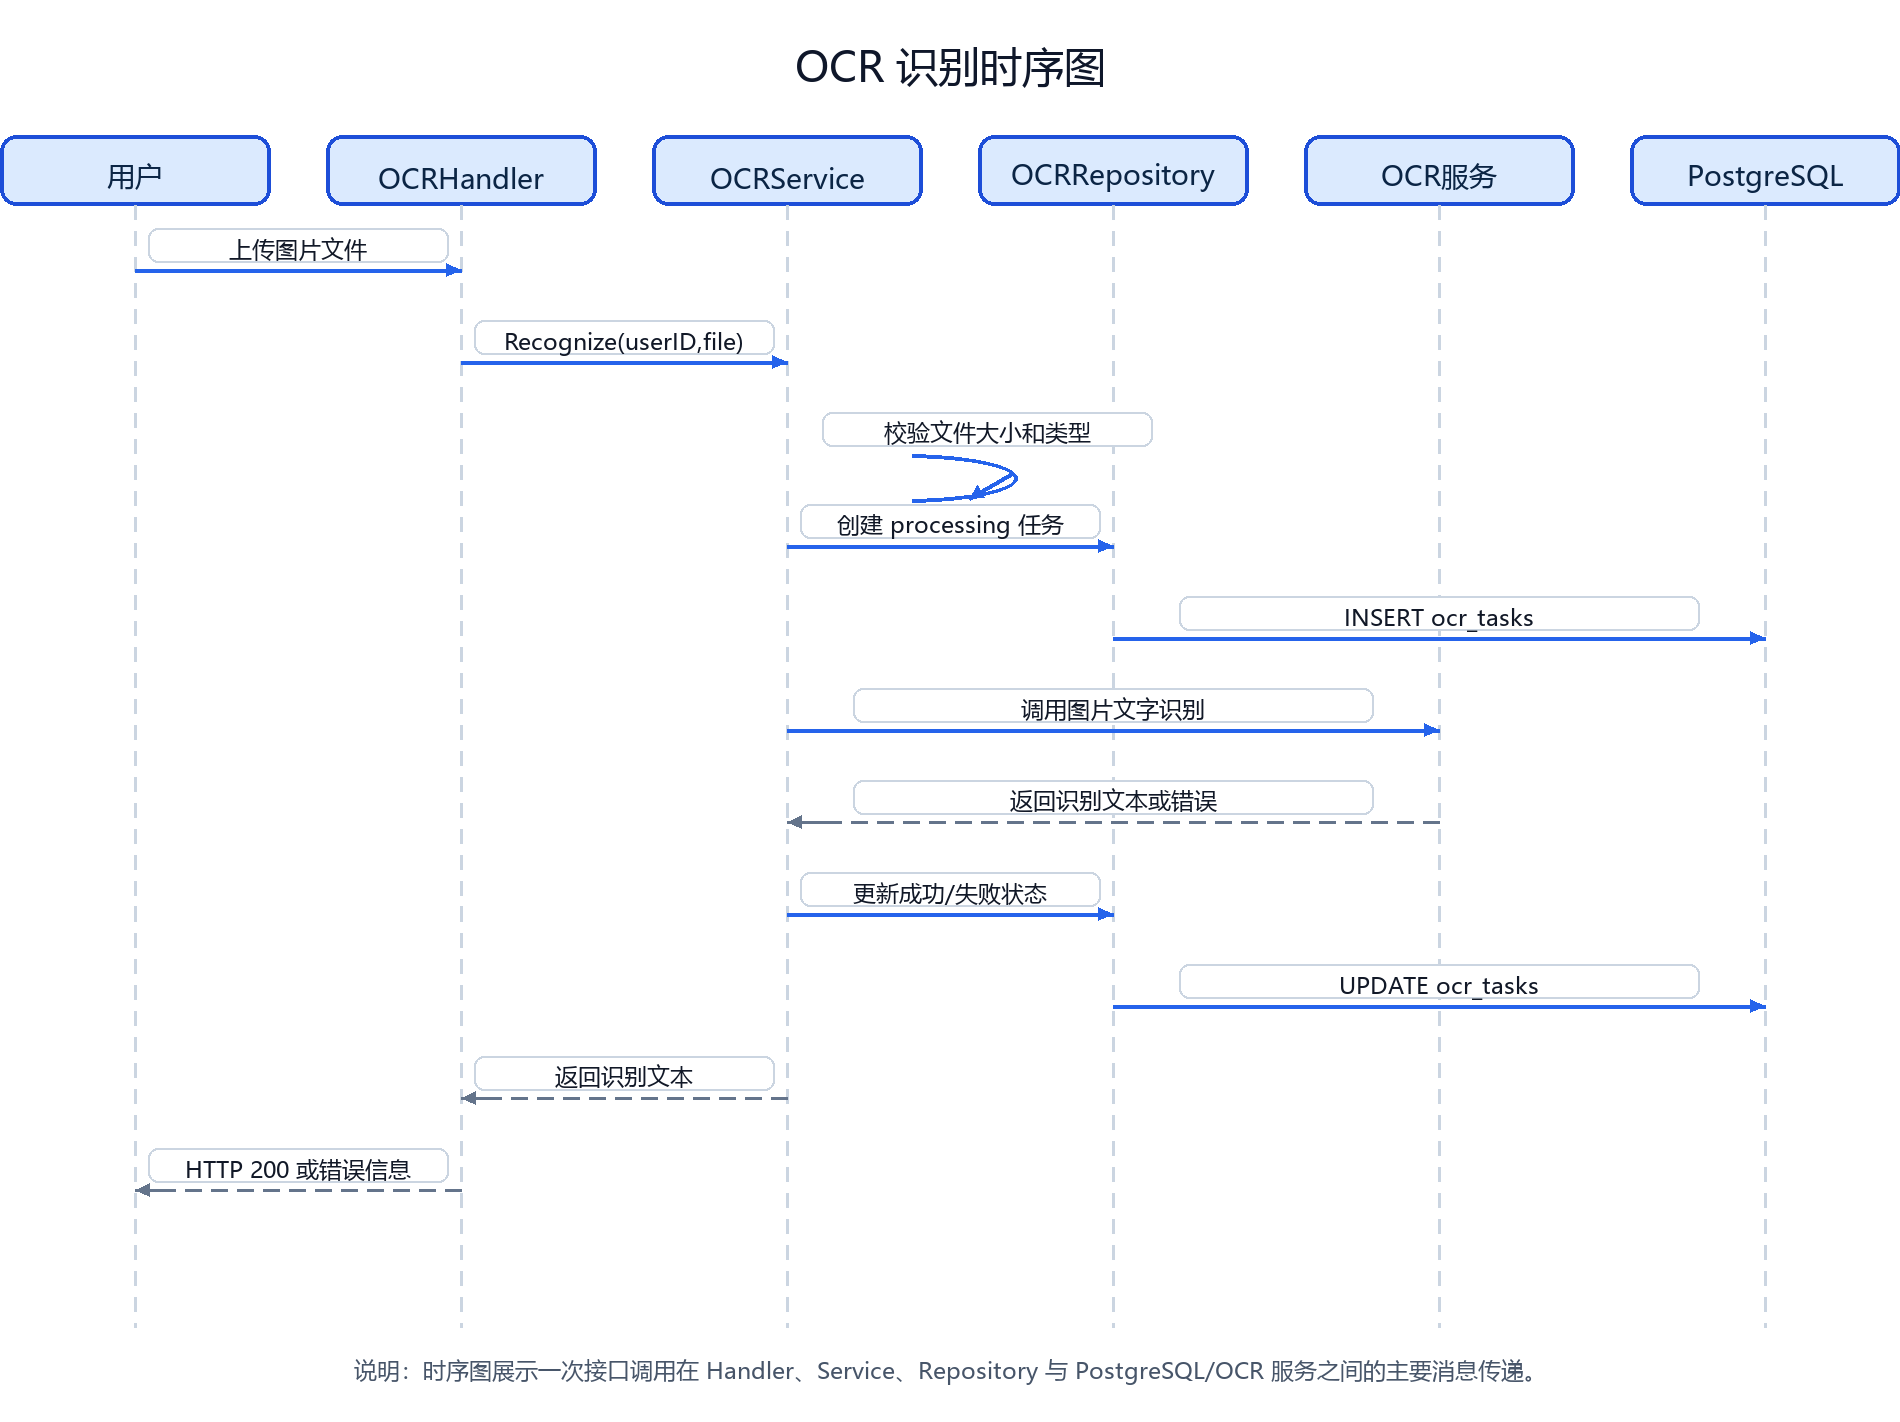 OCR 识别时序图
用户
OCRHandler
OCRService
OCRRepository
OCR服务
PostgreSQL
上传图片文件
Recognize(userID,file)
校验文件大小和类型
创建 processing 任务
INSERT ocr_tasks
调用图片文字识别
返回识别文本或错误
更新成功/失败状态
UPDATE ocr_tasks
返回识别文本
HTTP 200 或错误信息
说明：时序图展示一次接口调用在 Handler、Service、Repository 与 PostgreSQL/OCR 服务之间的主要消息传递。